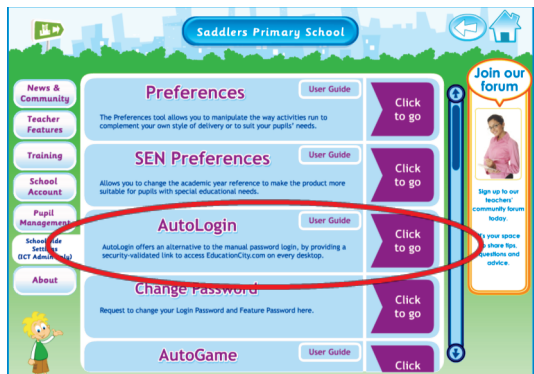 Saddlers Primary School
News &
Community
Teacher
Features
Training
School
Account
Pupil
Management
Settings
(ICT Admin only)
About
Preferences
User Guide
The Preferences tool allows you to manipulate the way activities run to
complement your own style of delivery or to suit your pupils' needs.
Click
to go
SEN Preferences
User Guide
Allows you to change the academic year reference to make the product more
suitable for pupils with special educational needs.
Click
to go
AutoLogin
User Guide
AutoLogin offers an alternative to the manual password login, by providing a
security-validated link to access EducationCity.com on every desktop.
Click
to go
Change Password
Request to change your Login Password and Feature Password here.
Click
to go
AutoGame
User Guide
Click
Join our
forum
Sign up to our
teachers'
community forum
today.
It's your space
to share tips,
questions and
advice.